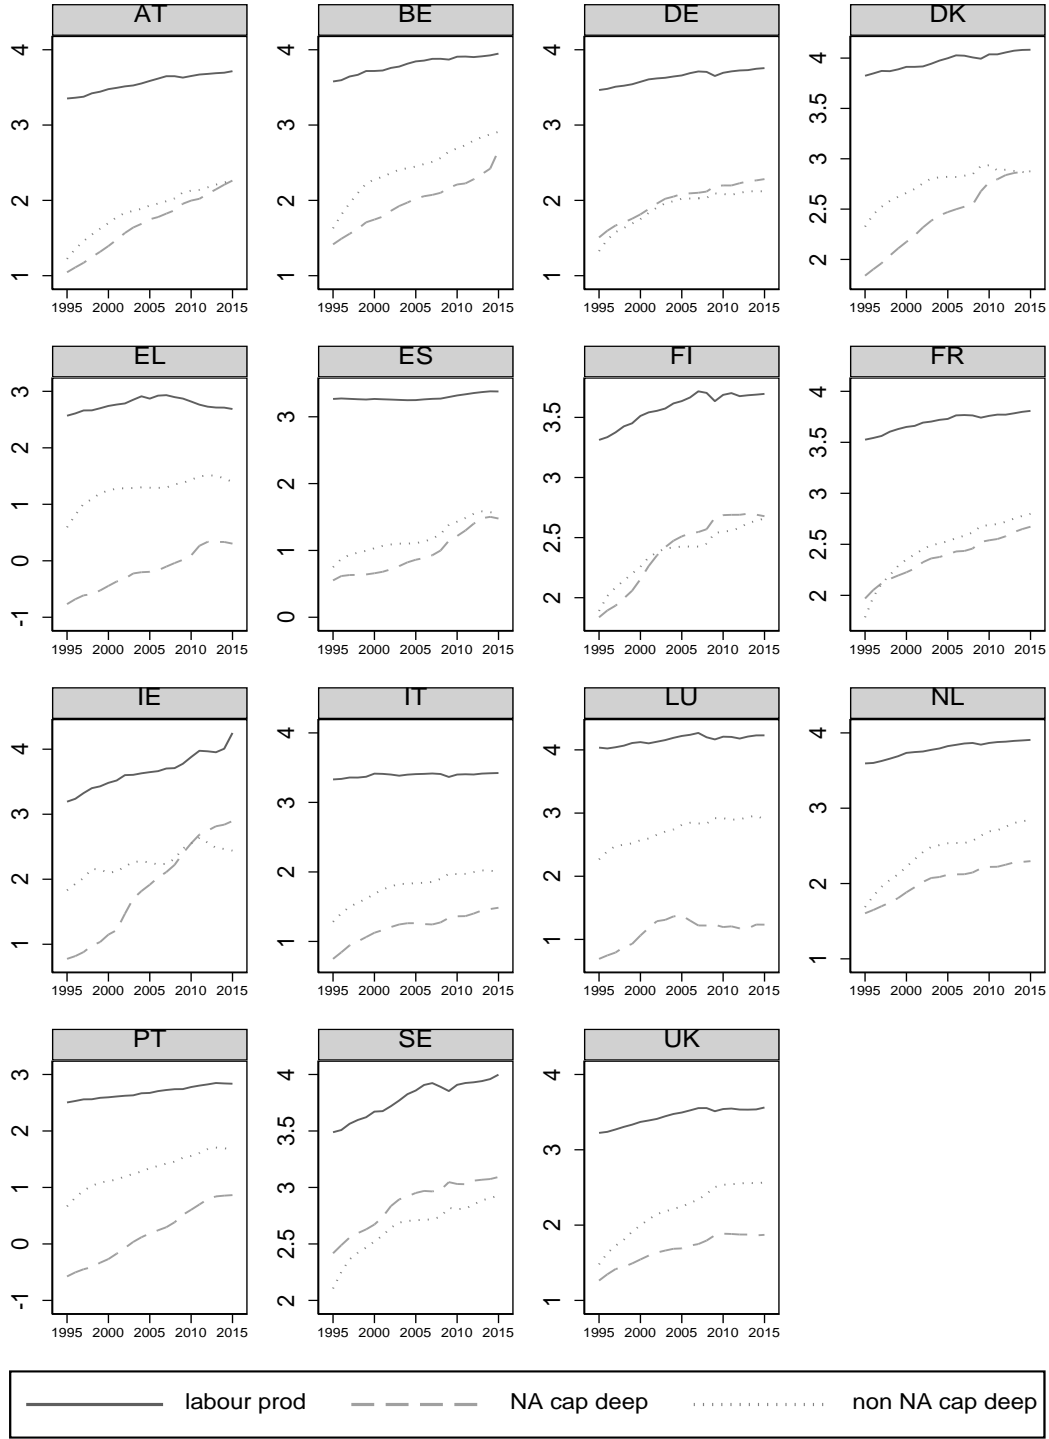 AT BE DE DK
4 4 4 4
3 3 3 3.5
2 2 2 3
1 1 1 2.5
2
1995 2000 2005 2010 2015 1995 2000 2005 2010 2015 1995 2000 2005 2010 2015 1995 2000 2005 2010 2015
EL ES FI FR
3 3 3.5 4
2 2 3 3.5
1 1 2.5 3
0 0 2 2.5
-1 2
1995 2000 2005 2010 2015 1995 2000 2005 2010 2015 1995 2000 2005 2010 2015 1995 2000 2005 2010 2015
IE IT LU NL
4 4 4 4
3 3 3 3
2 2 2 2
1 1 1 1
1995 2000 2005 2010 2015 1995 2000 2005 2010 2015 1995 2000 2005 2010 2015 1995 2000 2005 2010 2015
PT SE UK
3 4 4
2 3.5 3
1 3 2
0 2.5 1
-1 2
1995 2000 2005 2010 2015 1995 2000 2005 2010 2015 1995 2000 2005 2010 2015
labour prod NA cap deep non NA cap deep